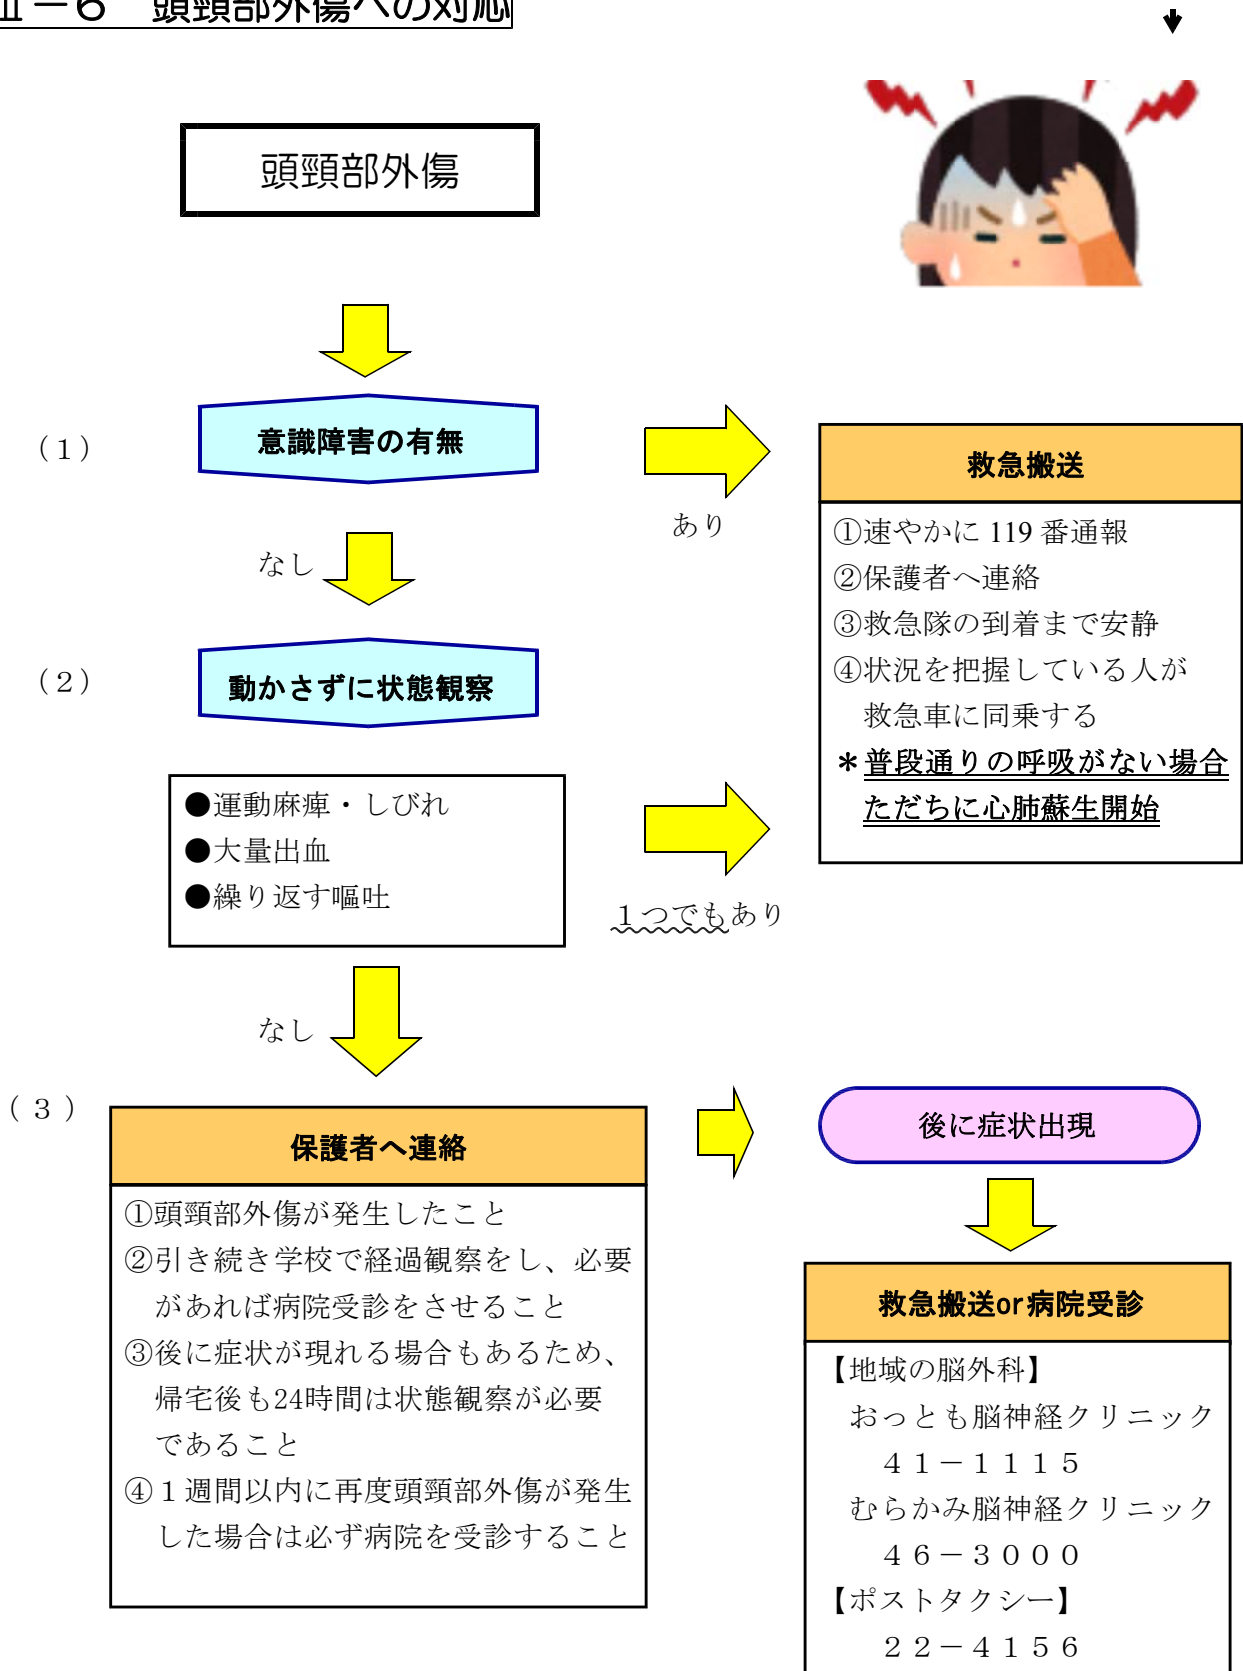 Ⅲ－６　頭頸部外傷への対応
頭頸部外傷
（１）
意識障害の有無
あり
なし
救急搬送
①速やかに 119 番通報
②保護者へ連絡
③救急隊の到着まで安静
④状況を把握している人が
救急車に同乗する
＊普段通りの呼吸がない場合
ただちに心肺蘇生開始
（２）
動かさずに状態観察
●運動麻痺・しびれ
●大量出血
●繰り返す嘔吐
１つでもあり
なし
（３）
保護者へ連絡
①頭頸部外傷が発生したこと
②引き続き学校で経過観察をし、必要
があれば病院受診をさせること
③後に症状が現れる場合もあるため、
帰宅後も24時間は状態観察が必要
であること
④１週間以内に再度頭頸部外傷が発生
した場合は必ず病院を受診すること
後に症状出現
救急搬送or病院受診
【地域の脳外科】
おっとも脳神経クリニック
４１－１１１５
むらかみ脳神経クリニック
４６－３０００
【ポストタクシー】
２２－４１５６